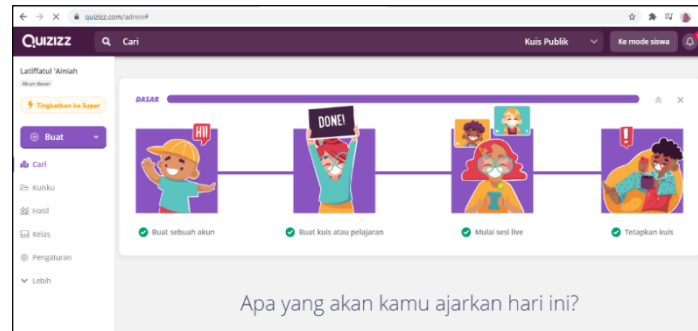 quizizz.com/admin#
QUIZIZZ
Cari
Kuis Publik
Ke mode siswa
Latiffatul 'Ainiah
Akun dasar
Tingkatkan ke Super
Buat
Cari
Kuisku
Hasil
Kelas
Pengaturan
Lebih
DASAR
HI!
DONE!
!
Buat sebuah akun
Buat kuis atau pelajaran
Mulai sesi live
Tetapkan kuis
Apa yang akan kamu ajarkan hari ini?